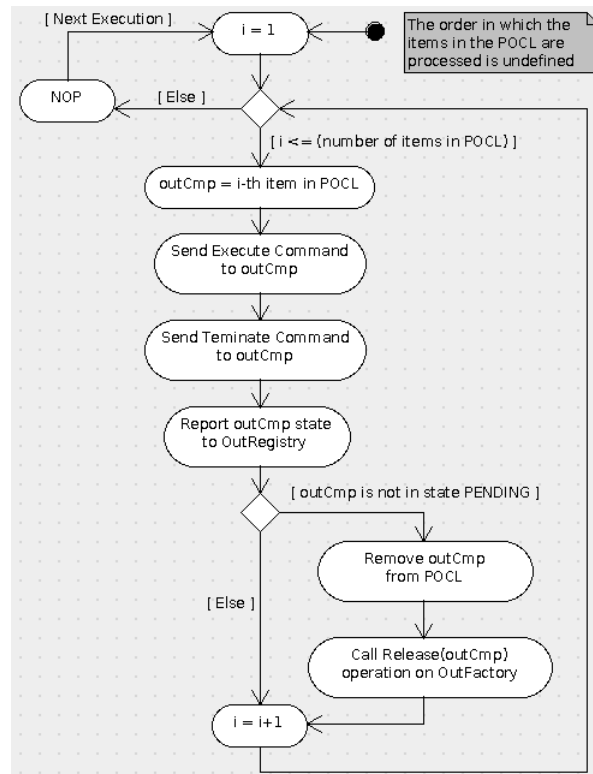 [ Next Execution ]
i = 1
The order in which the
items in the POCL are
processed is undefined
NOP
[ Else ]
[ i <= (number of items in POCL) ]
outCmp = i-th item in POCL
Send Execute Command
to outCmp
Send Teminate Command
to outCmp
Report outCmp state
to OutRegistry
[ outCmp is not in state PENDING ]
Remove outCmp
from POCL
[ Else ]
Call Release(outCmp)
operation on OutFactory
i = i+1